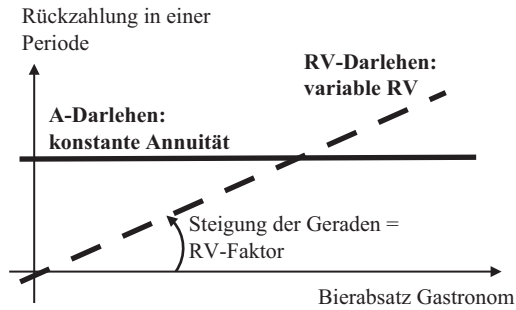 Rückzahlung in einer
Periode
RV-Darlehen:
variable RV
A-Darlehen:
konstante Annuität
Steigung der Geraden =
RV-Faktor
Bierabsatz Gastronom